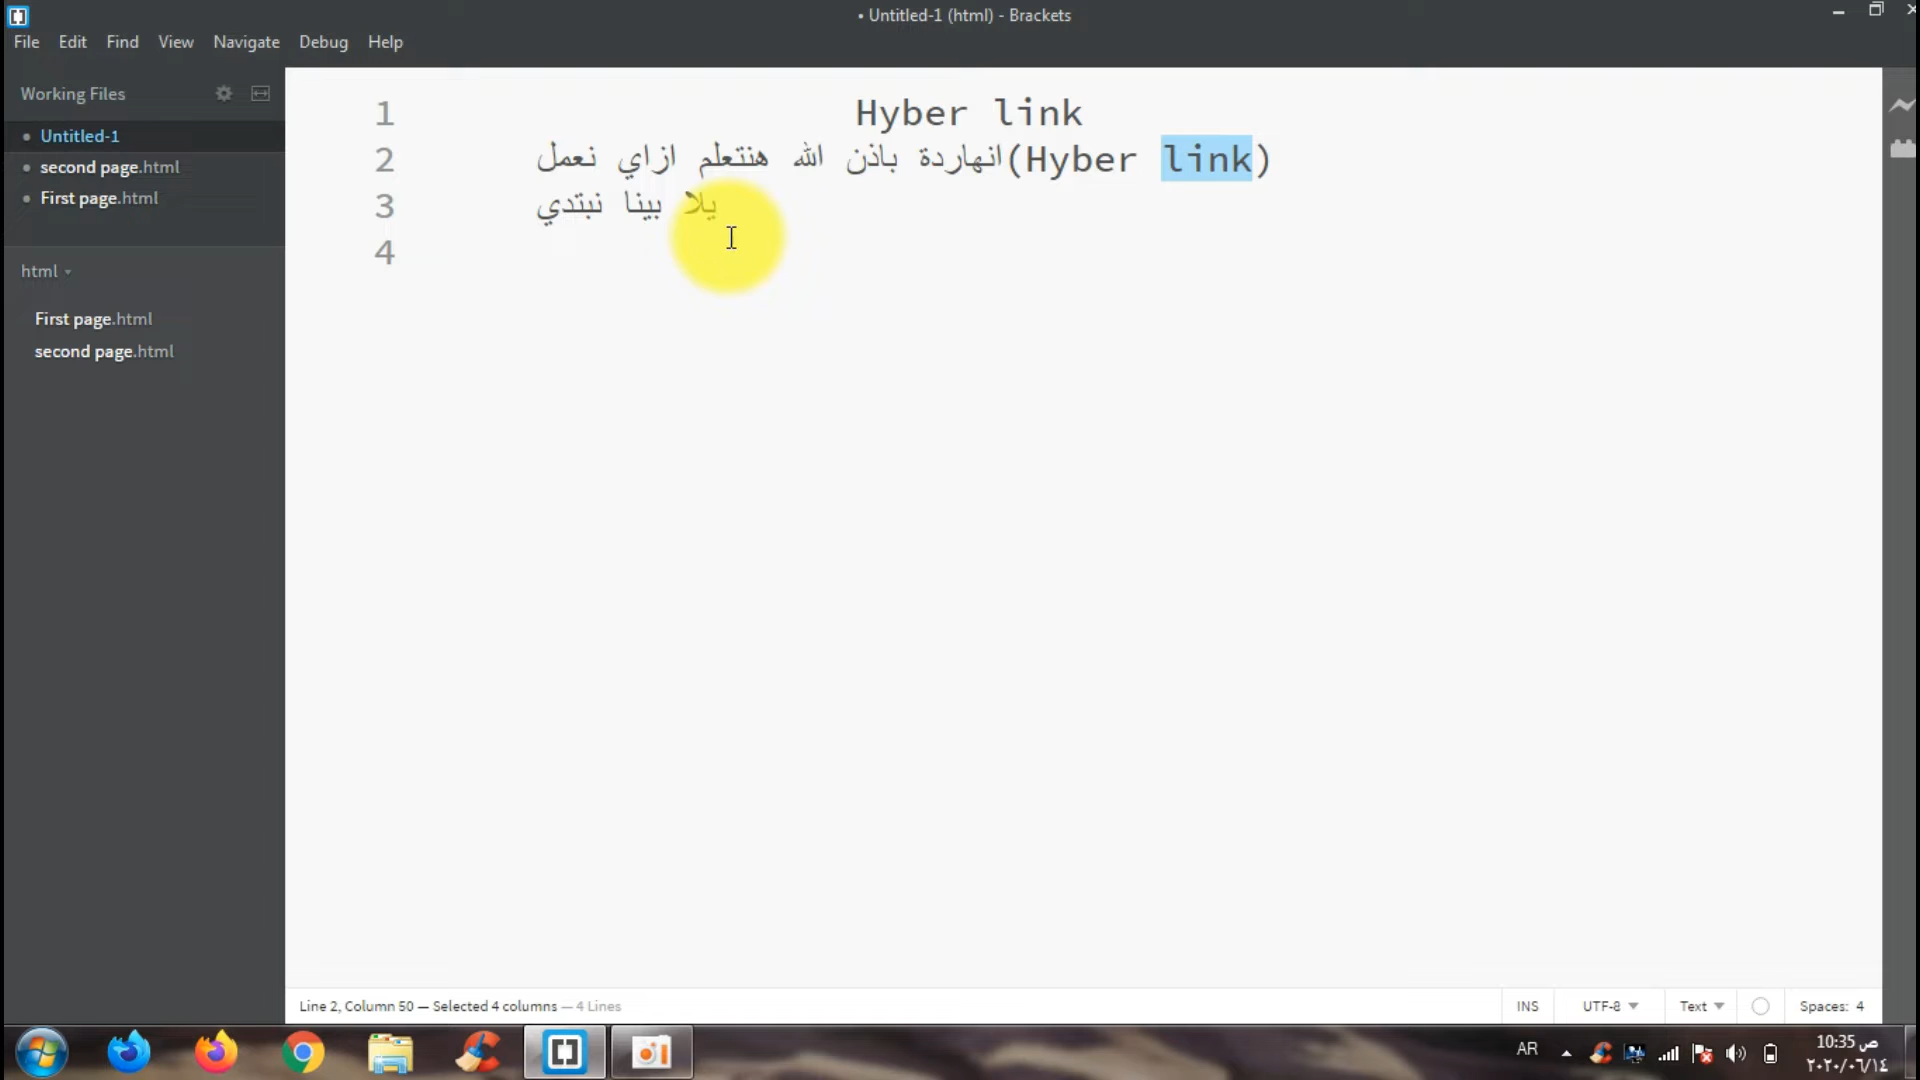 • Untitled-1 (html) - Brackets
File Edit Find View Navigate Debug Help
Working Files
Untitled-1
second page.html
First page.html
html
First page.html
second page.html
1 Hyber link
2 انهاردة باذن الله هنتعلم ازاي نعمل(Hyber link)
3 يلا بينا نبتدي
4
Line 2, Column 50 — Selected 4 columns — 4 Lines
INS UTF-8 Text Spaces: 4
AR
10:35 ص
٢٠٢٠/٠٦/١٤